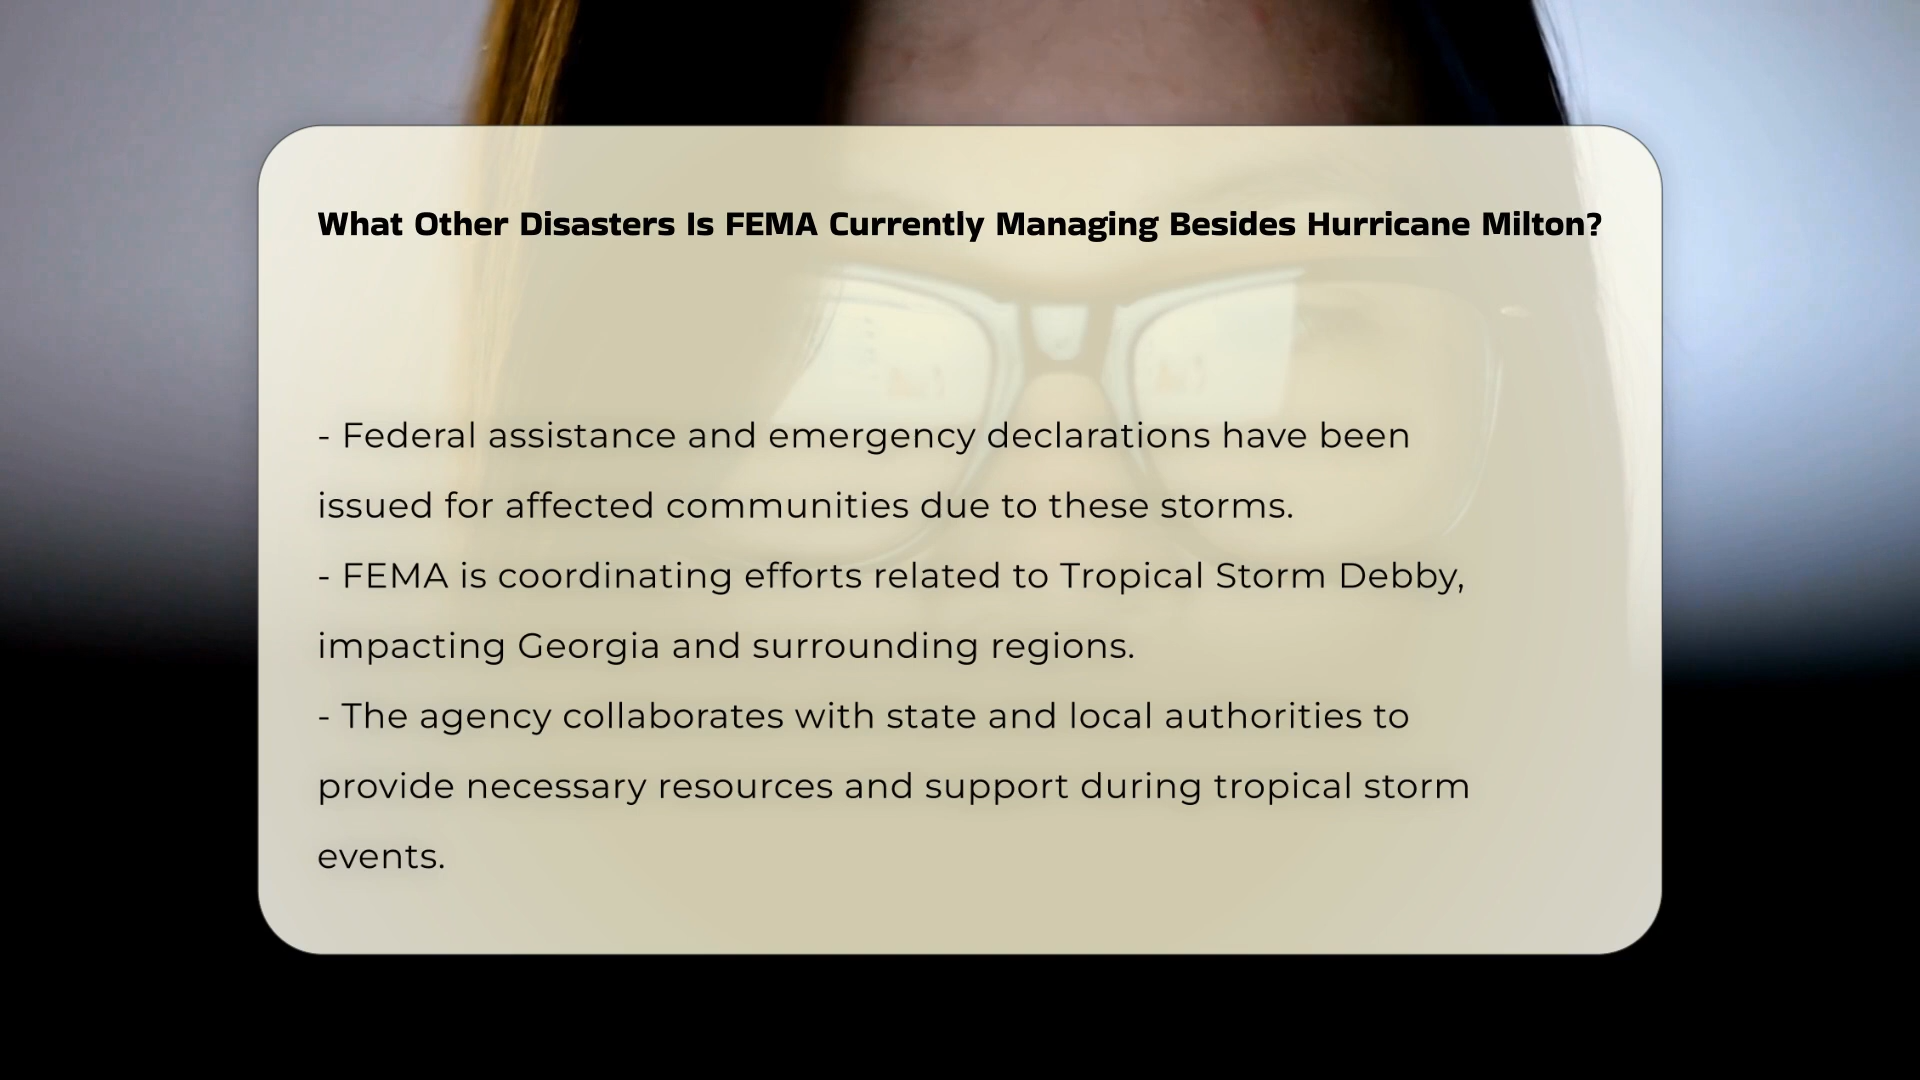 What Other Disasters Is FEMA Currently Managing Besides Hurricane Milton?
- Federal assistance and emergency declarations have been
issued for affected communities due to these storms.
- FEMA is coordinating efforts related to Tropical Storm Debby,
impacting Georgia and surrounding regions.
- The agency collaborates with state and local authorities to
provide necessary resources and support during tropical storm
events.